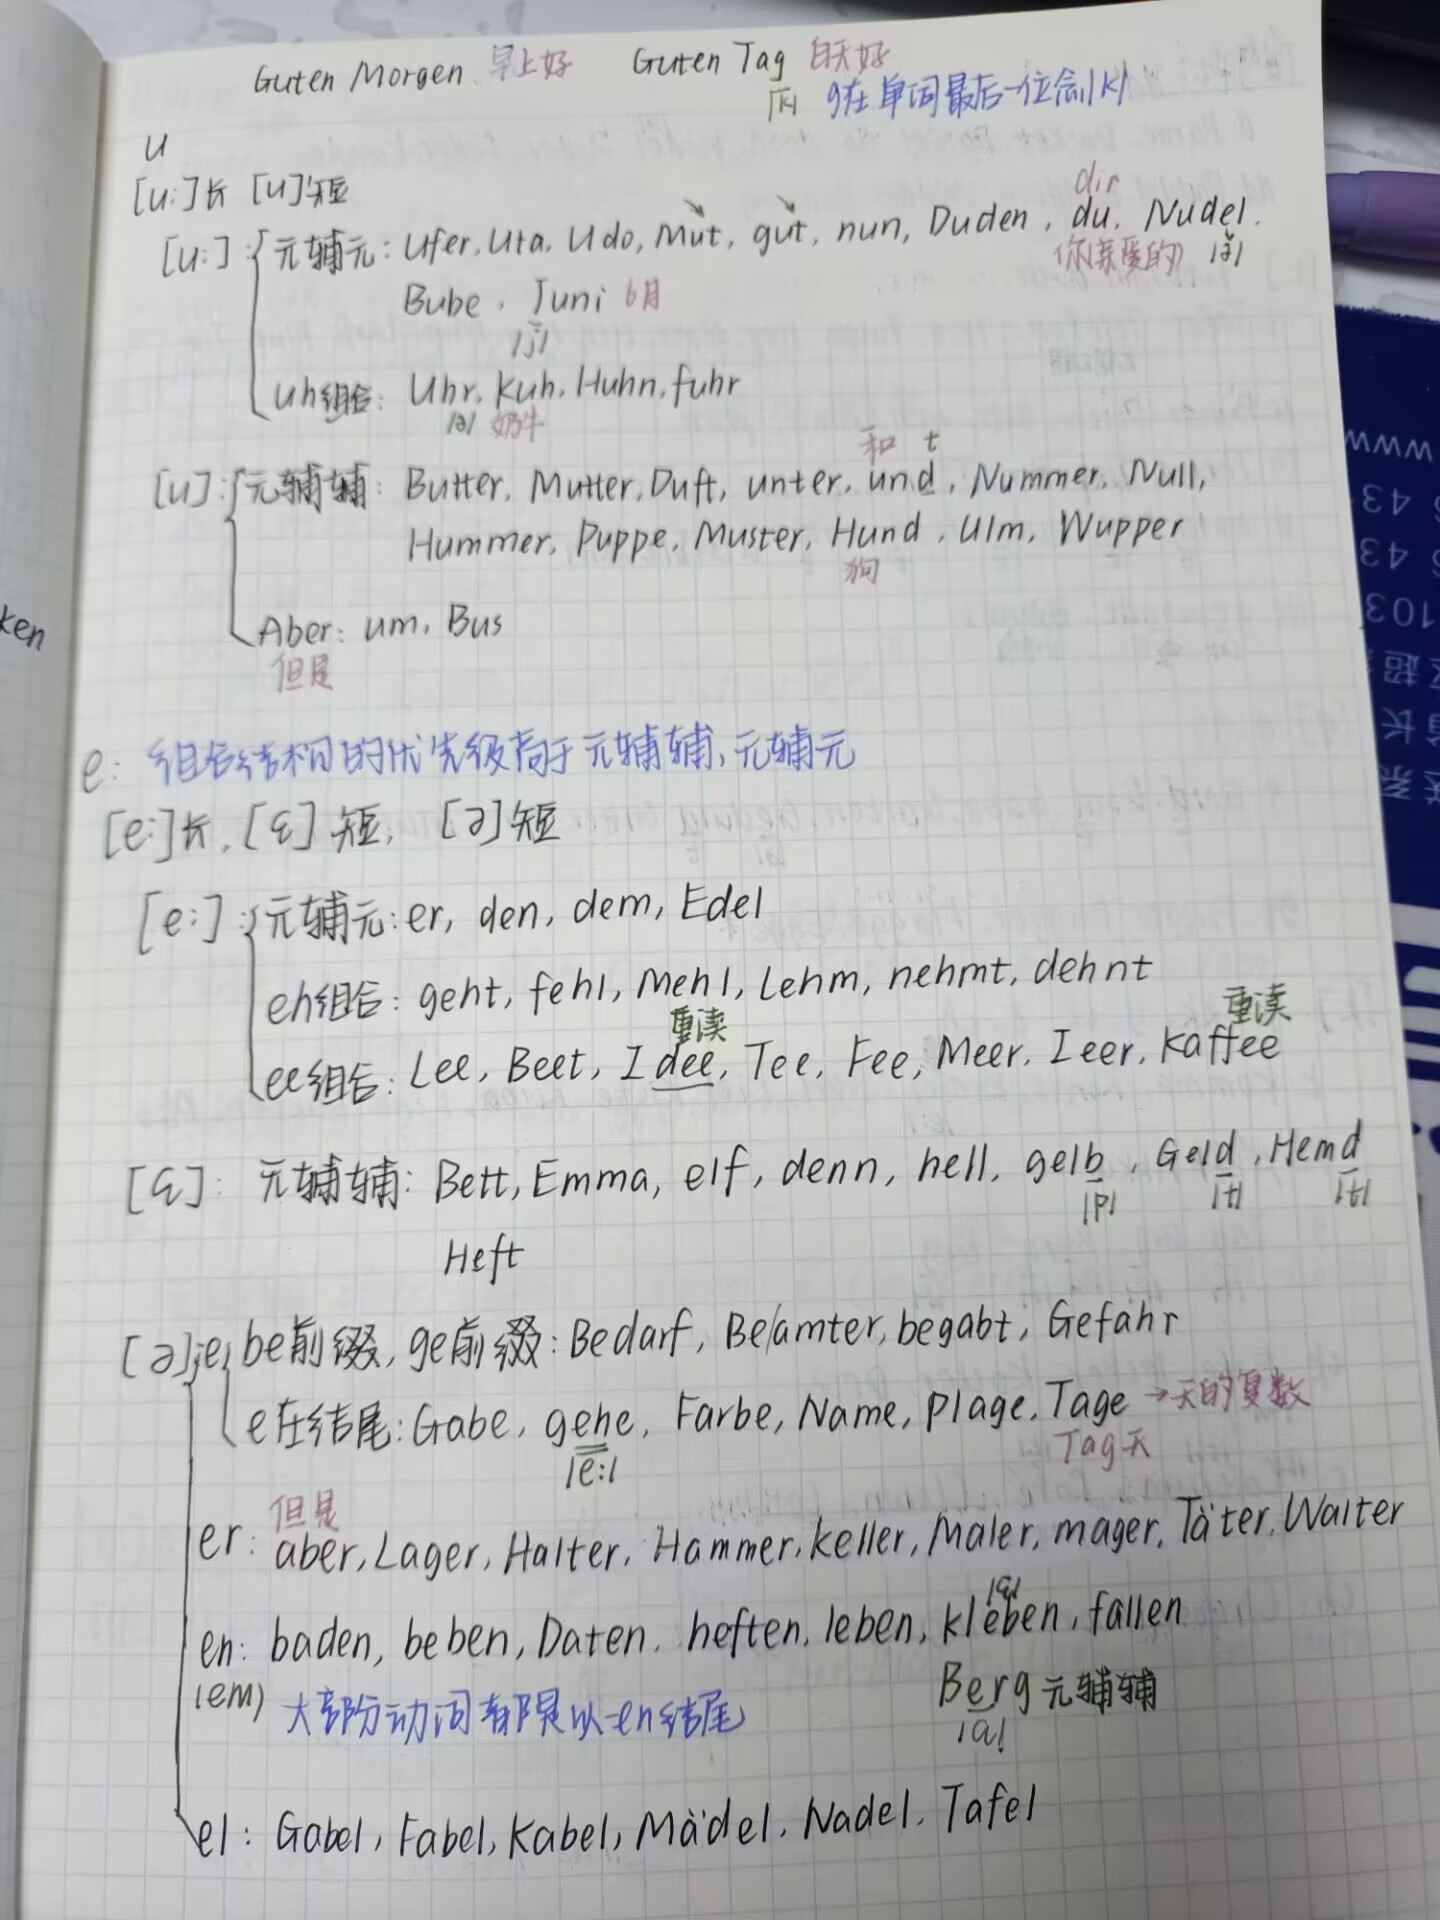 Guten Morgen 早上好 Guten Tag 白天好
|k| g在单词最后一位念|k|
u
[u:]长 [u]短
dir
[u:]: 元辅元: Ufer, Uta, Udo, Mut, gut, nun, Duden, du, Nudel.
你(亲爱的) |ə|
Bube, Juni 6月
|j|
uh组合: Uhr, Kuh, Huhn, fuhr
|ə| 奶牛
和 t
[u]: 元辅辅: Butter, Mutter, Duft, unter, und, Nummer, Null,
Hummer, Puppe, Muster, Hund, Ulm, Wupper
狗
Aber: um, Bus
但是
ken
e: 组合结构的优先级高于元辅辅,元辅元
[e:]长, [ε]短, [ə]短
[e:]: 元辅元: er, den, dem, Edel
eh组合: geht, fehl, Mehl, Lehm, nehmt, dehnt
重读 重读
ee组合: Lee, Beet, Idee, Tee, Fee, Meer, leer, Kaffee
[ε]: 元辅辅: Bett, Emma, elf, denn, hell, gelb, Geld, Hemd
|p| |t| |t|
Heft
[ə]: be前缀, ge前缀: Bedarf, Be/amter, begabt, Gefahr
e在结尾: Gabe, gehe, Farbe, Name, Plage, Tage →天的复数
|e:| Tag天
但是
er: aber, Lager, Halter, Hammer, Keller, Maler, mager, Täter, Walter
en: baden, beben, Daten, heften, leben, kleben, fallen
(em) 大部分动词都是以-en结尾
Berg 元辅辅
el: Gabel, Fabel, Kabel, Mädel, Nadel, Tafel
www
43
43
103
超
长
系